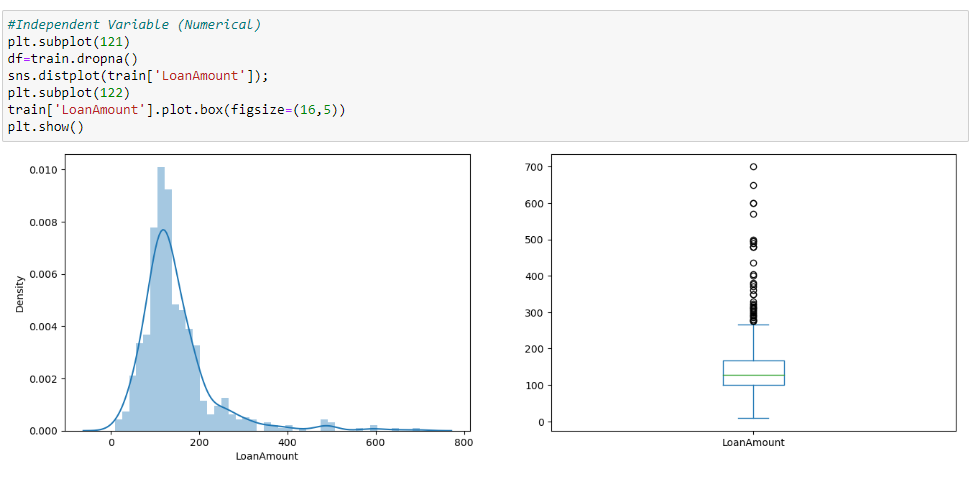 #Independent Variable (Numerical)
plt.subplot(121)
df=train.dropna()
sns.distplot(train['LoanAmount']);
plt.subplot(122)
train['LoanAmount'].plot.box(figsize=(16,5))
plt.show()
0.010
0.008
0.006
0.004
0.002
0.000
Density
0 200 400 600 800
LoanAmount
700
600
500
400
300
200
100
0
LoanAmount